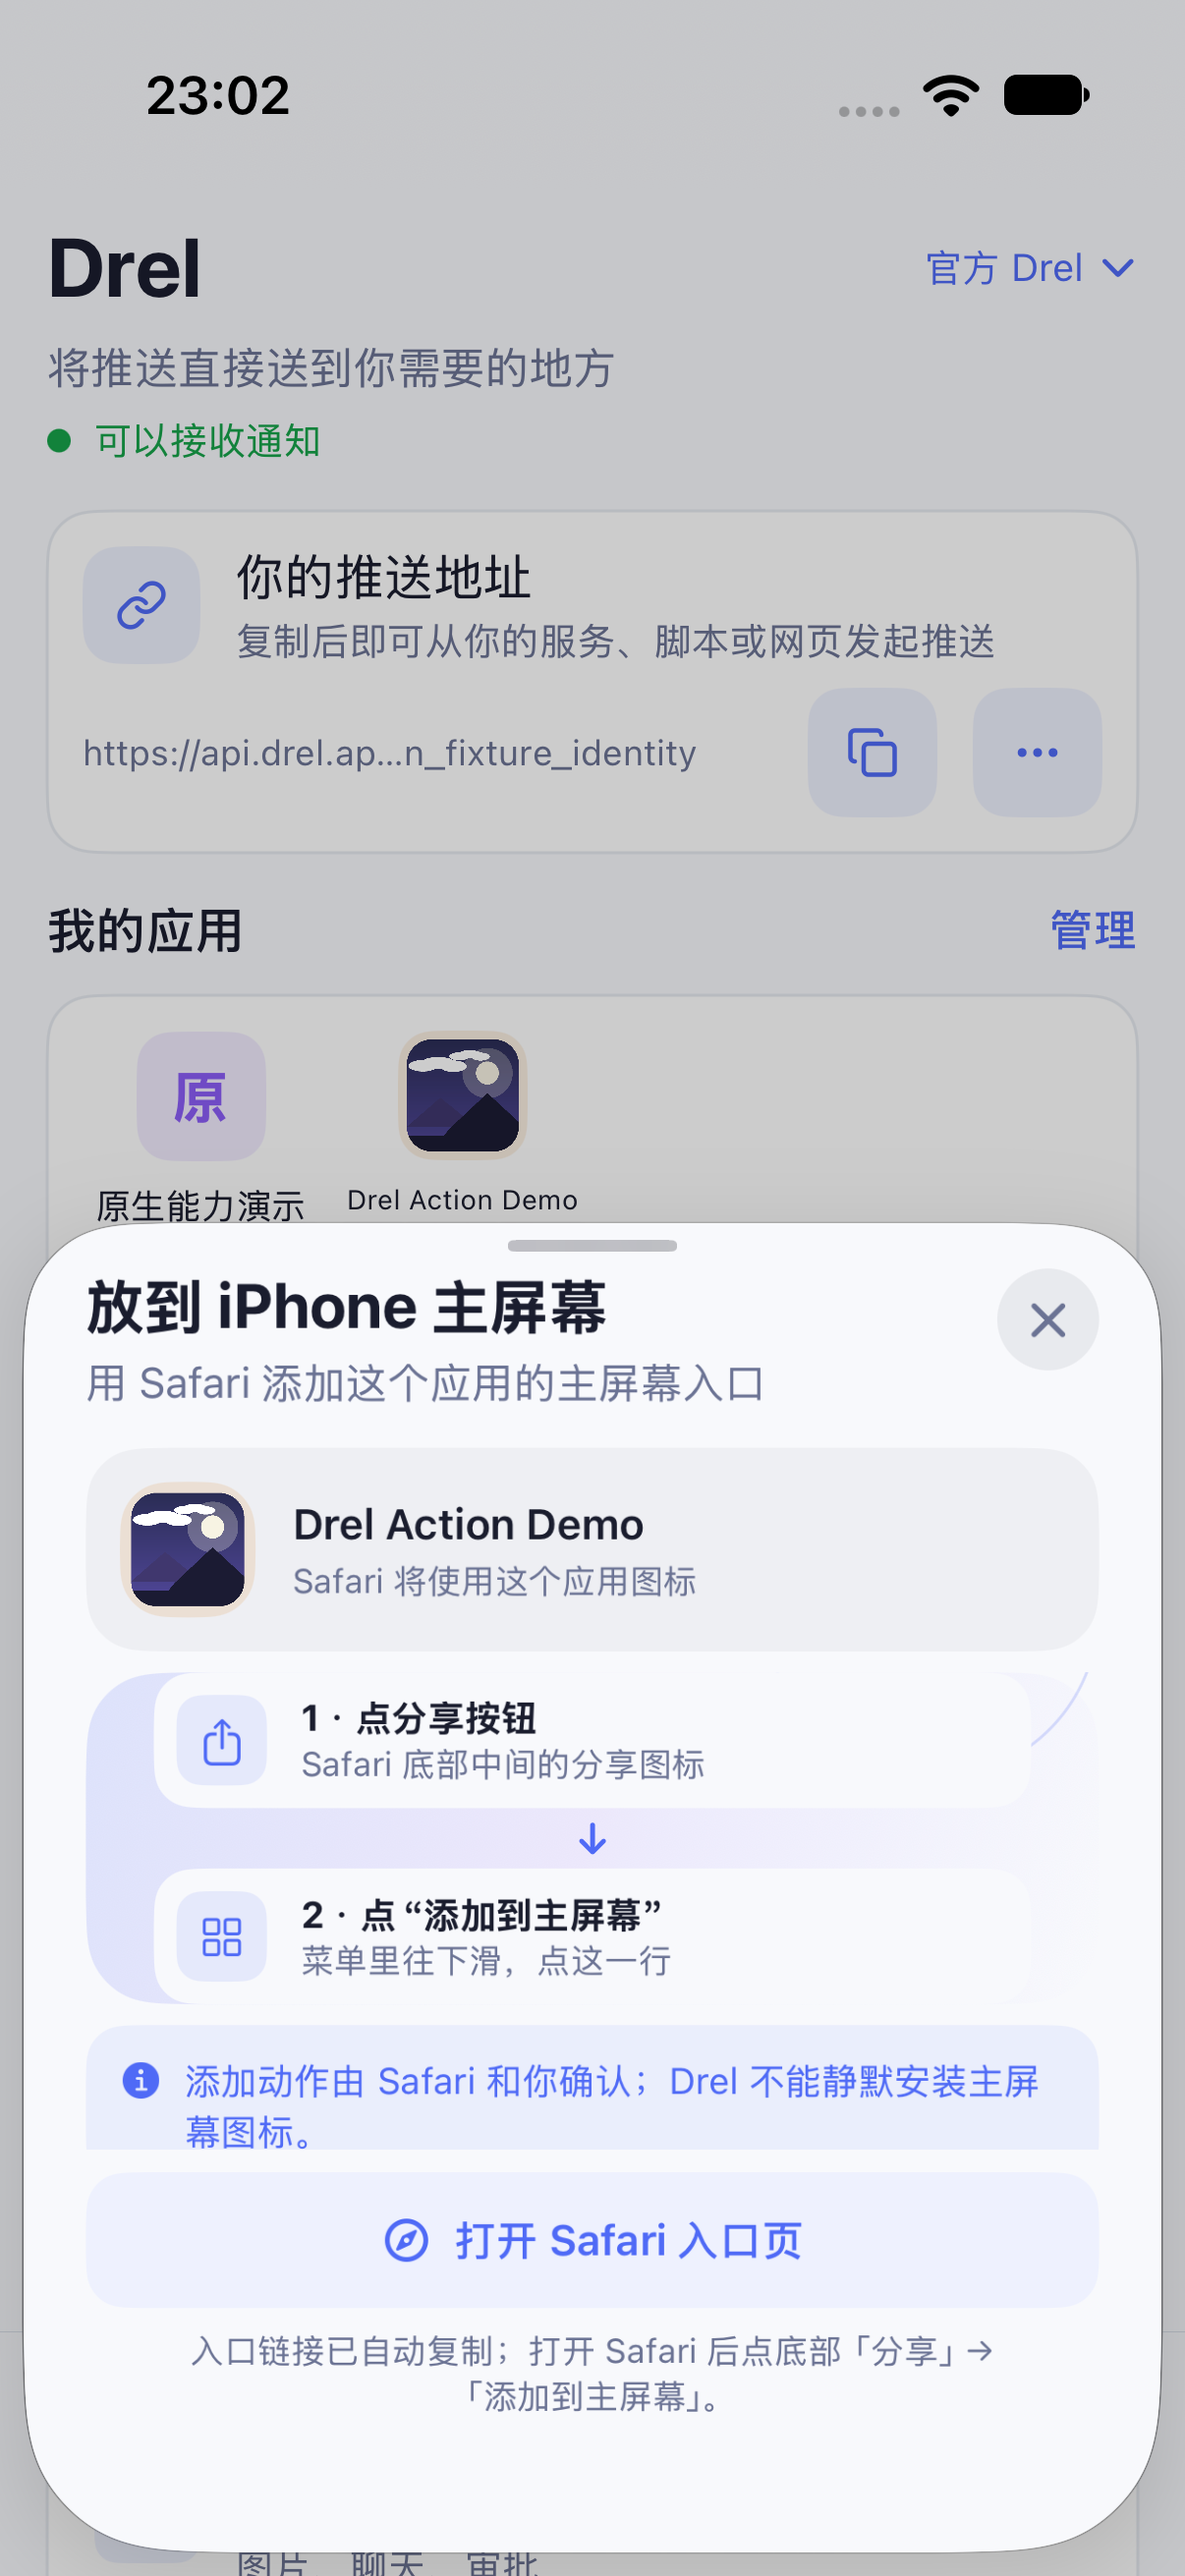 23:02
Drel
官方 Drel
将推送直接送到你需要的地方
可以接收通知
你的推送地址
复制后即可从你的服务、脚本或网页发起推送
https://api.drel.ap...n_fixture_identity
我的应用
管理
原
原生能力演示
Drel Action Demo
放到 iPhone 主屏幕
用 Safari 添加这个应用的主屏幕入口
Drel Action Demo
Safari 将使用这个应用图标
1 · 点分享按钮
Safari 底部中间的分享图标
2 · 点 “添加到主屏幕”
菜单里往下滑，点这一行
添加动作由 Safari 和你确认；Drel 不能静默安装主屏
幕图标。
打开 Safari 入口页
入口链接已自动复制；打开 Safari 后点底部「分享」→
「添加到主屏幕」。
图片 聊天 审批